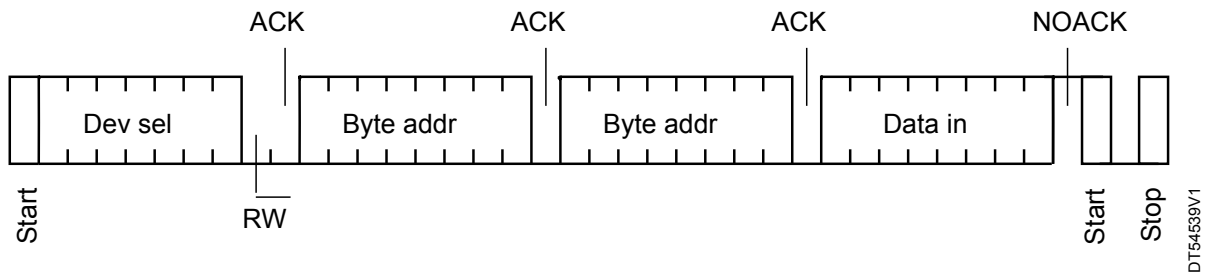 ACK ACK ACK NOACK
Dev sel Byte addr Byte addr Data in
RW
Start Start Stop
DT54539V1